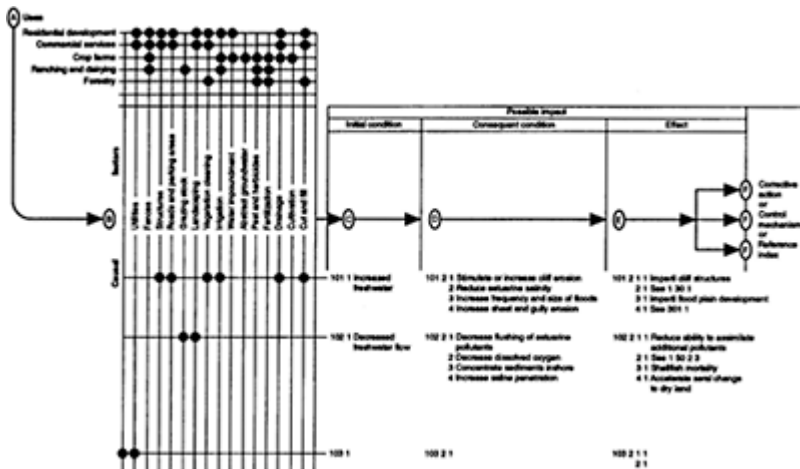 A Uses
Residential development
Commercial services
Crop farms
Ranching and dairying
Forestry
Possible impact
Initial condition
Consequent condition
Effect
factors
Causal
Utilities
Fences
Structures
Roads and parking areas
Grazing stock
Landscaping
Vegetation clearing
Irrigation
Water impoundment
groundwater
Pest and herbicides
Fertilization
Drainage
Cultivation
Cut and fill
B
C
D
E
F
F
F
Corrective
action
or
Control
mechanism
or
Reference
index
101 1 Increased
freshwater
101 2 1 Stimulate or increase cliff erosion
2 Reduce estuarine salinity
3 Increase frequency and size of floods
4 Increase sheet and gully erosion
101 2 1 1 Imperil cliff structures
2 1 See 1 30 1
3 1 Imperil flood plain development
4 1 See 301 1
102 1 Decreased
freshwater flow
102 2 1 Decrease flushing of estuarine
pollutants
2 Decrease dissolved oxygen
3 Concentrate sediments inshore
4 Increase saline penetration
102 2 1 1 Reduce ability to assimilate
additional pollutants
2 1 See 1 50 2 3
3 1 Shellfish mortality
4 1 Accelerate seral change
to dry land
103 1
103 2 1
103 2 1 1
2 1